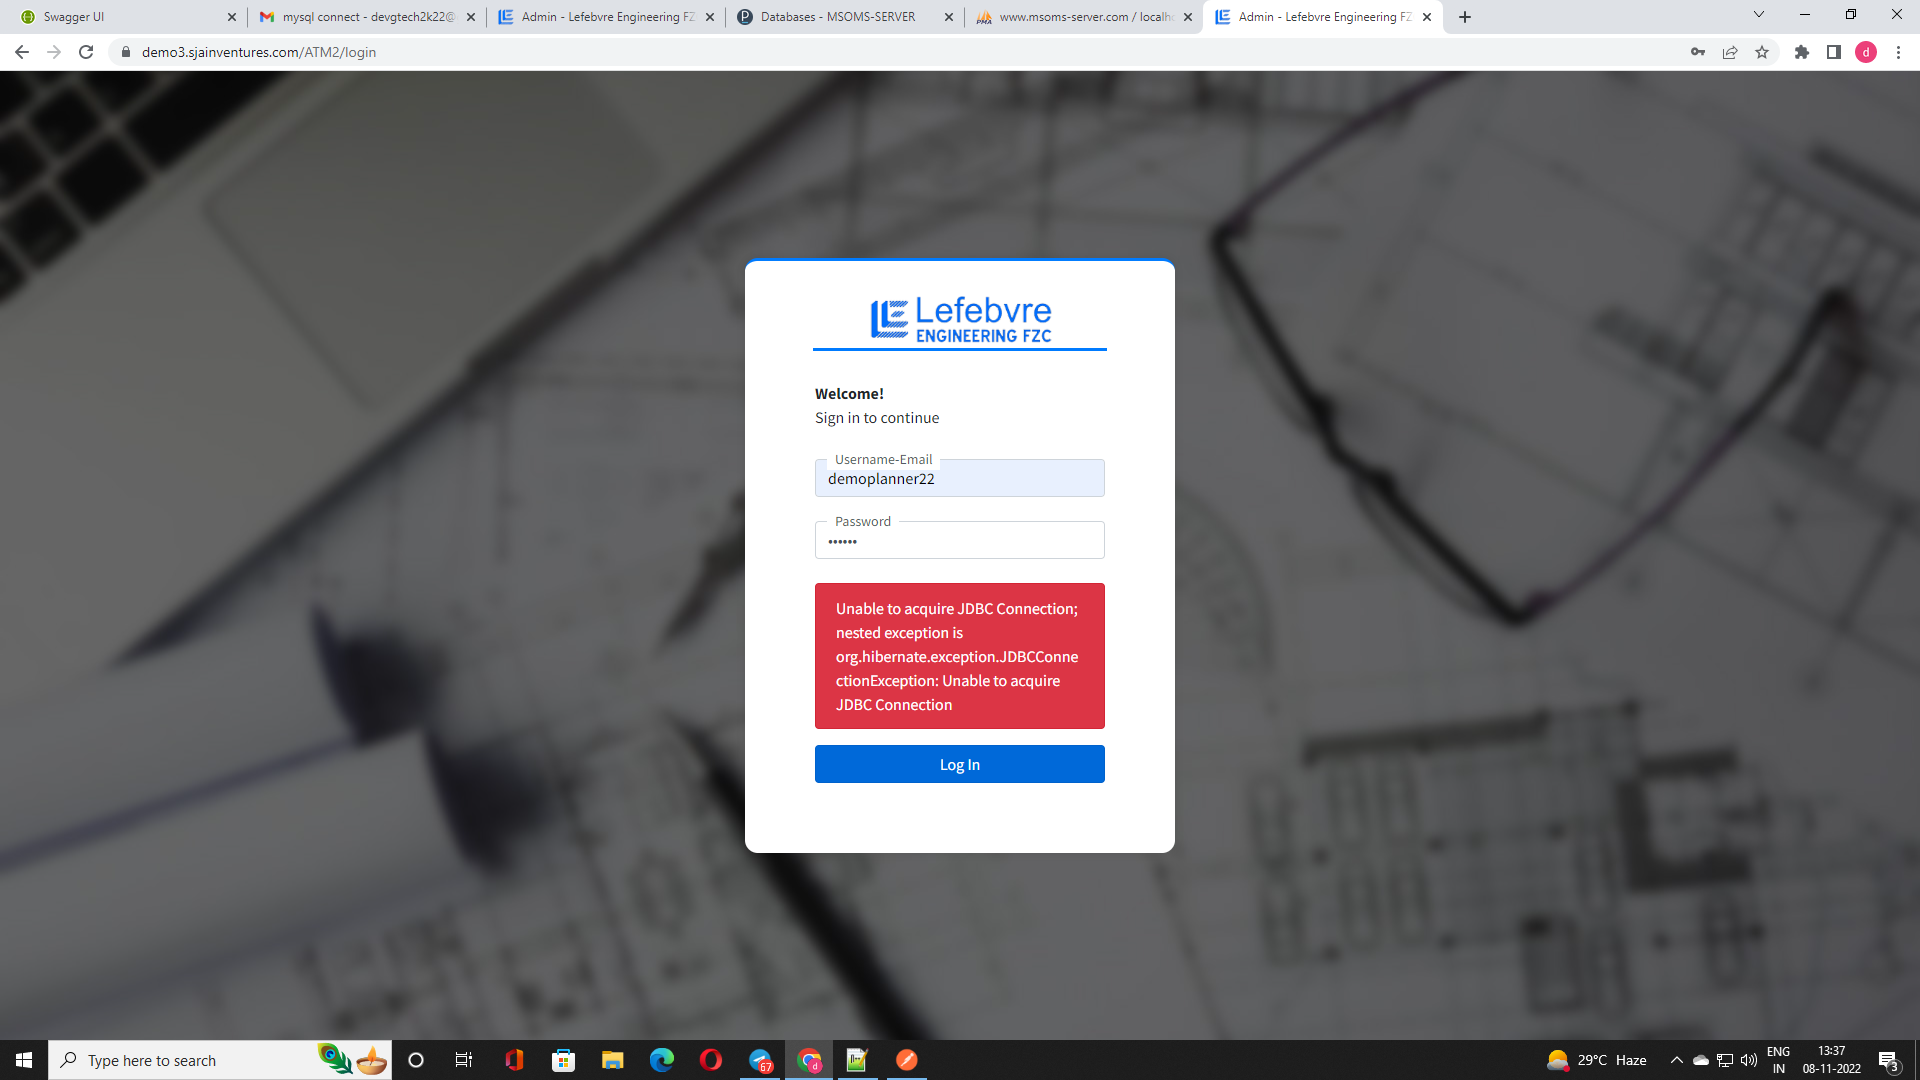 Swagger UI
mysql connect - devgtech2k22@
Admin - Lefebvre Engineering FZ
Databases - MSOMS-SERVER
www.msoms-server.com / localho
Admin - Lefebvre Engineering FZ
demo3.sjainventures.com/ATM2/login
d
Lefebvre
ENGINEERING FZC
Welcome!
Sign in to continue
Username-Email
demoplanner22
Password
••••••
Unable to acquire JDBC Connection;
nested exception is
org.hibernate.exception.JDBCConne
ctionException: Unable to acquire
JDBC Connection
Log In
Type here to search
67
d
29°C Haze
ENG
IN
13:37
08-11-2022
3